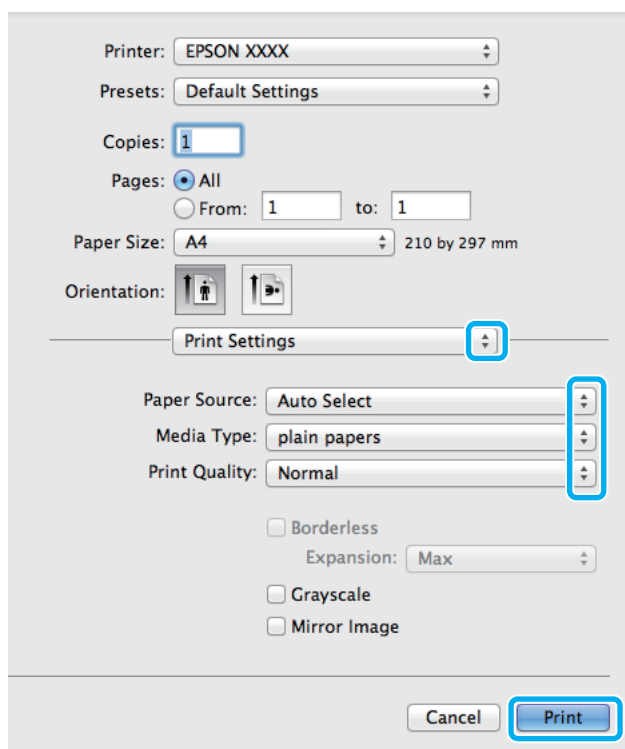 Printer: EPSON XXXX
Presets: Default Settings
Copies: 1
Pages: All
From: 1 to: 1
Paper Size: A4 210 by 297 mm
Orientation:
Print Settings
Paper Source: Auto Select
Media Type: plain papers
Print Quality: Normal
Borderless
Expansion: Max
Grayscale
Mirror Image
Cancel Print